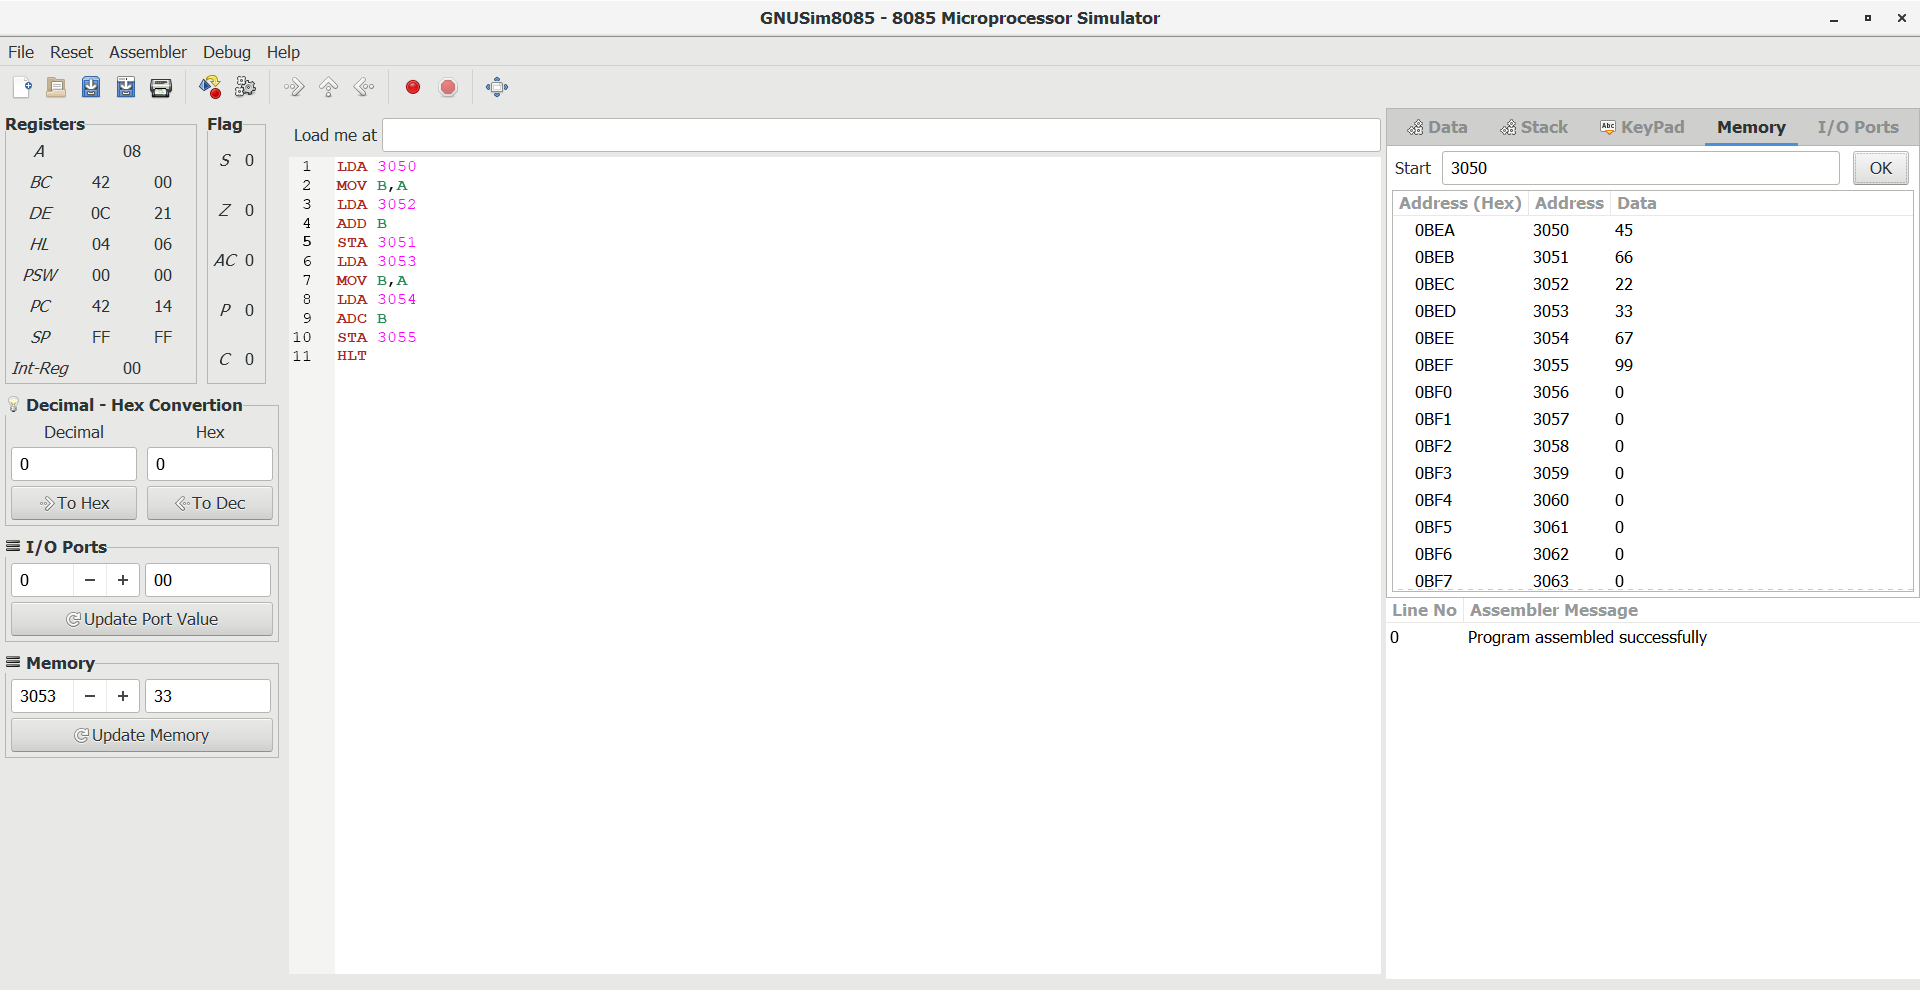 GNUSim8085 - 8085 Microprocessor Simulator
File Reset Assembler Debug Help
Registers
A 08
BC 42 00
DE 0C 21
HL 04 06
PSW 00 00
PC 42 14
SP FF FF
Int-Reg 00
Flag
S 0
Z 0
AC 0
P 0
C 0
Decimal - Hex Convertion
Decimal Hex
0 0
To Hex To Dec
I/O Ports
0 − + 00
Update Port Value
Memory
3053 − + 33
Update Memory
Load me at
1 LDA 3050
2 MOV B,A
3 LDA 3052
4 ADD B
5 STA 3051
6 LDA 3053
7 MOV B,A
8 LDA 3054
9 ADC B
10 STA 3055
11 HLT
Data Stack Abc KeyPad Memory I/O Ports
Start 3050 OK
Address (Hex) Address Data
0BEA 3050 45
0BEB 3051 66
0BEC 3052 22
0BED 3053 33
0BEE 3054 67
0BEF 3055 99
0BF0 3056 0
0BF1 3057 0
0BF2 3058 0
0BF3 3059 0
0BF4 3060 0
0BF5 3061 0
0BF6 3062 0
0BF7 3063 0
Line No Assembler Message
0 Program assembled successfully